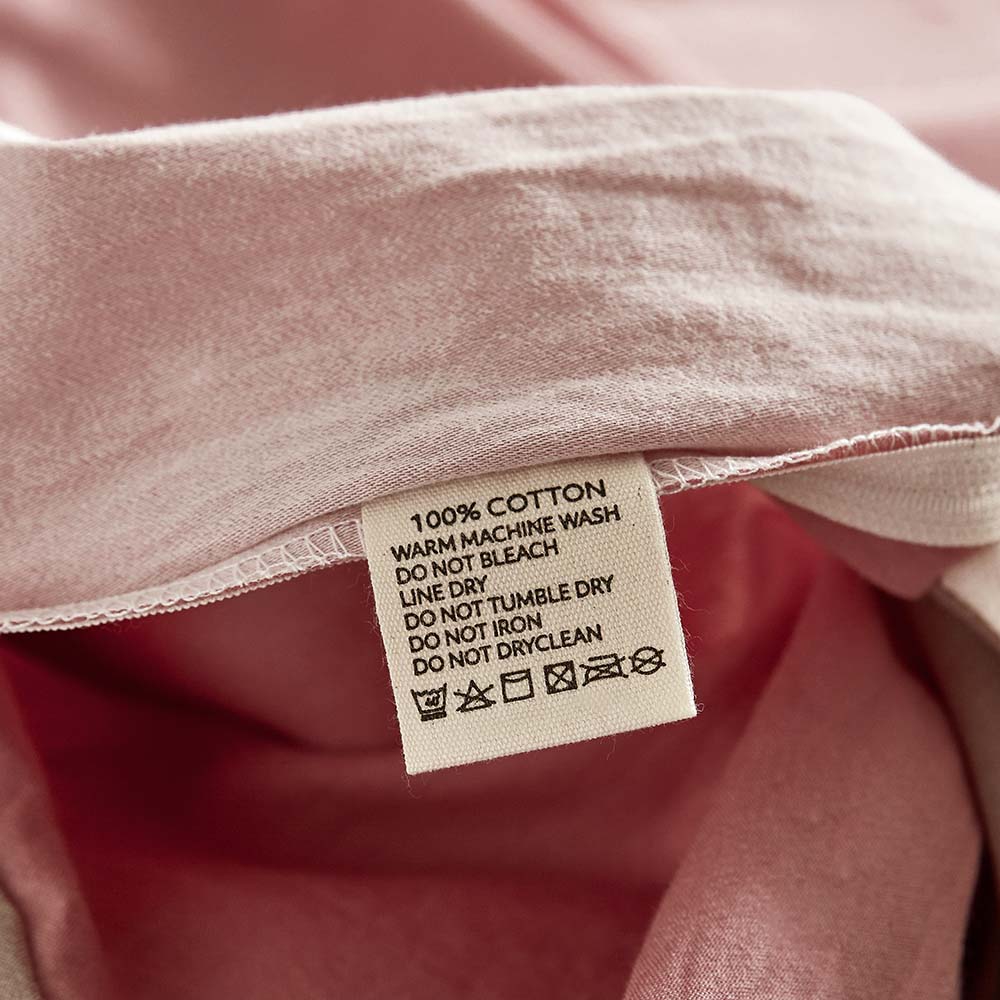 100% COTTON
WARM MACHINE WASH
DO NOT BLEACH
LINE DRY
DO NOT TUMBLE DRY
DO NOT IRON
DO NOT DRYCLEAN
40°